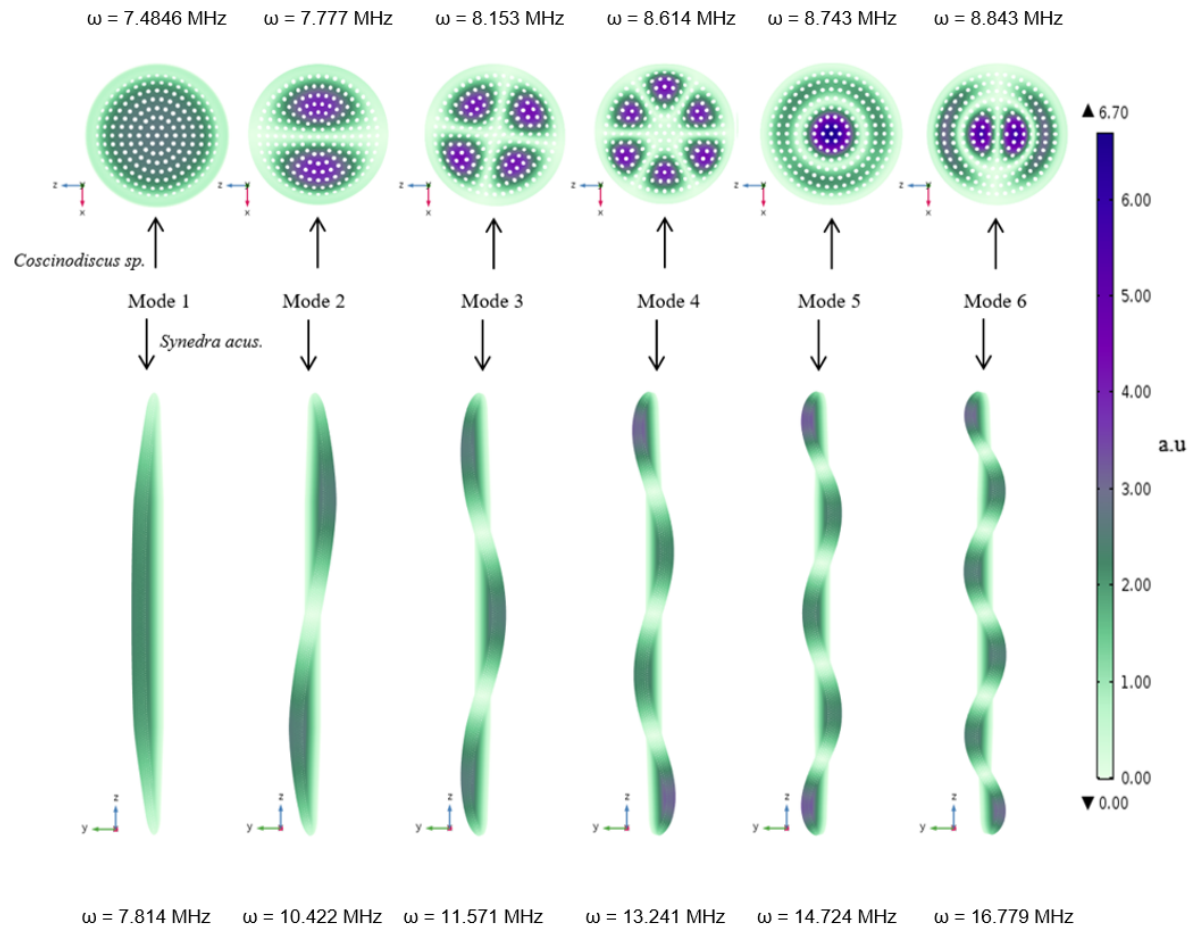 ω = 7.4846 MHz ω = 7.777 MHz ω = 8.153 MHz ω = 8.614 MHz ω = 8.743 MHz ω = 8.843 MHz
▲ 6.70
z y x z y x z y x z y x z y x z y x
6.00
Coscinodiscus sp.
5.00
Mode 1 Mode 2 Mode 3 Mode 4 Mode 5 Mode 6
Synedra acus.
4.00
a.u
3.00
2.00
1.00
0.00
▼ 0.00
z y z y z y z y z y z y
ω = 7.814 MHz ω = 10.422 MHz ω = 11.571 MHz ω = 13.241 MHz ω = 14.724 MHz ω = 16.779 MHz